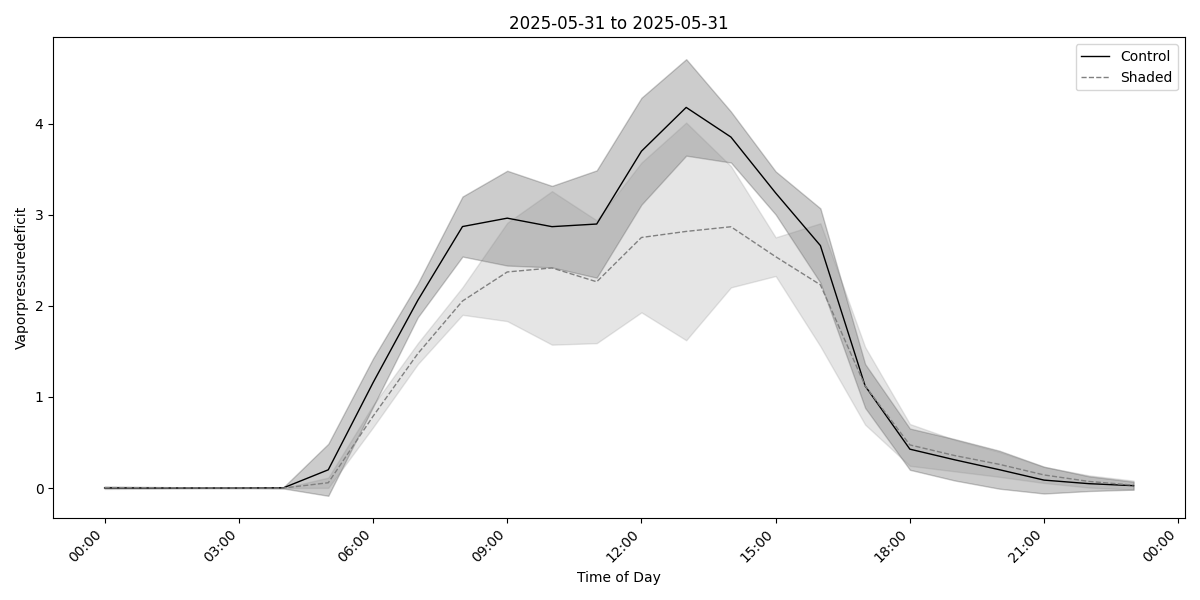 2025-05-31 to 2025-05-31
Control
Shaded
Vaporpressuredeficit
4
3
2
1
0
00:00 03:00 06:00 09:00 12:00 15:00 18:00 21:00 00:00
Time of Day